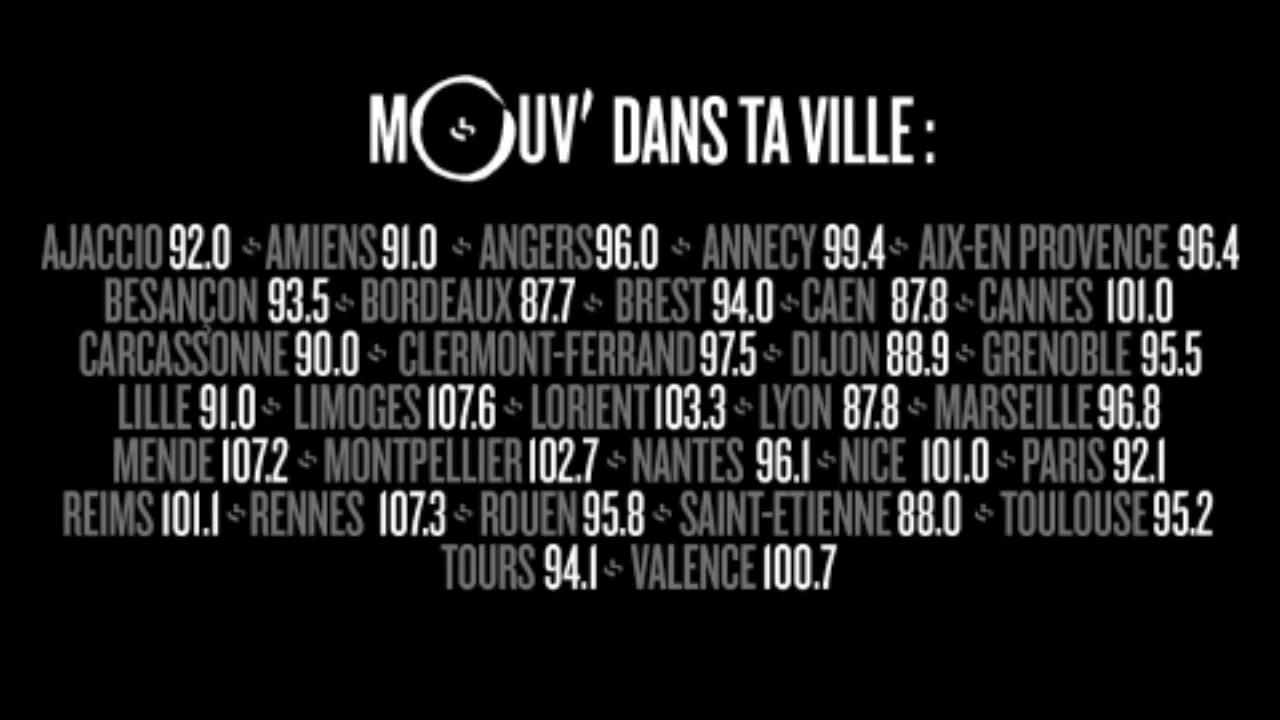 MOUV' DANS TA VILLE :
AJACCIO 92.0 AMIENS 91.0 ANGERS 96.0 ANNECY 99.4 AIX-EN PROVENCE 96.4
BESANÇON 93.5 BORDEAUX 87.7 BREST 94.0 CAEN 87.8 CANNES 101.0
CARCASSONNE 90.0 CLERMONT-FERRAND 97.5 DIJON 88.9 GRENOBLE 95.5
LILLE 91.0 LIMOGES 107.6 LORIENT 103.3 LYON 87.8 MARSEILLE 96.8
MENDE 107.2 MONTPELLIER 102.7 NANTES 96.1 NICE 101.0 PARIS 92.1
REIMS 101.1 RENNES 107.3 ROUEN 95.8 SAINT-ETIENNE 88.0 TOULOUSE 95.2
TOURS 94.1 VALENCE 100.7